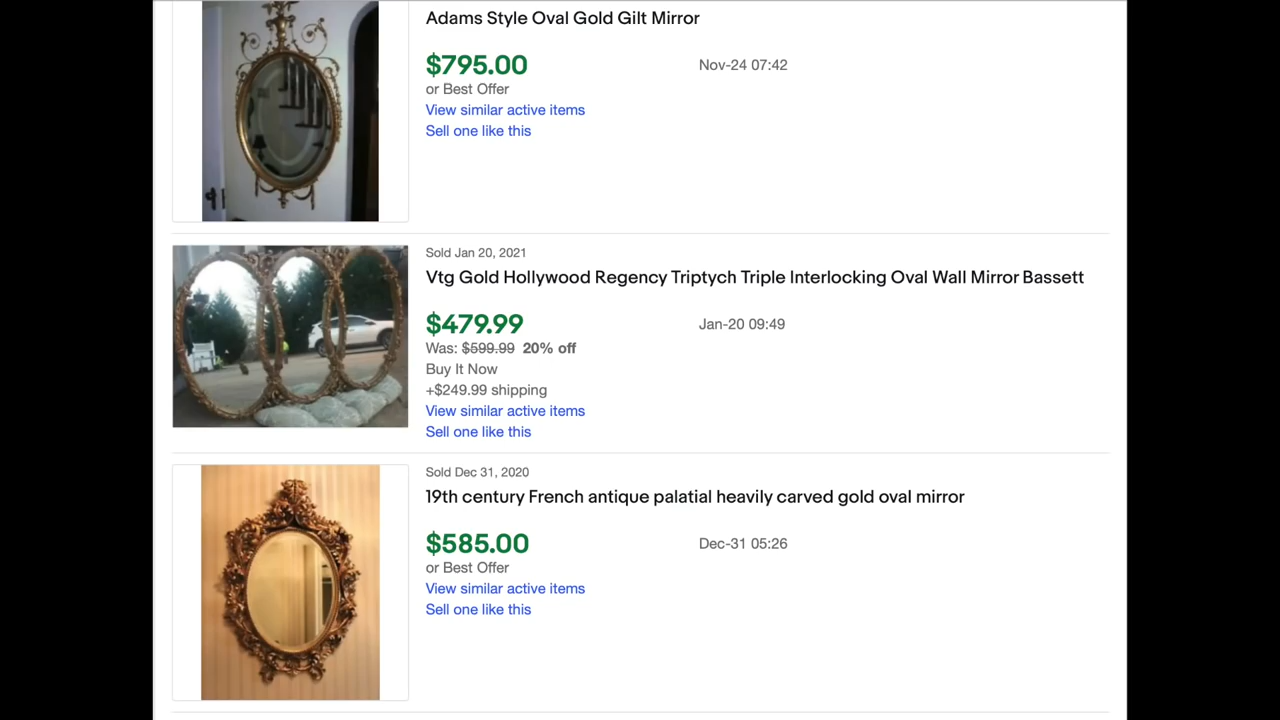 Adams Style Oval Gold Gilt Mirror
$795.00
Nov-24 07:42
or Best Offer
View similar active items
Sell one like this
Sold Jan 20, 2021
Vtg Gold Hollywood Regency Triptych Triple Interlocking Oval Wall Mirror Bassett
$479.99
Jan-20 09:49
Was: $599.99 20% off
Buy It Now
+$249.99 shipping
View similar active items
Sell one like this
Sold Dec 31, 2020
19th century French antique palatial heavily carved gold oval mirror
$585.00
Dec-31 05:26
or Best Offer
View similar active items
Sell one like this